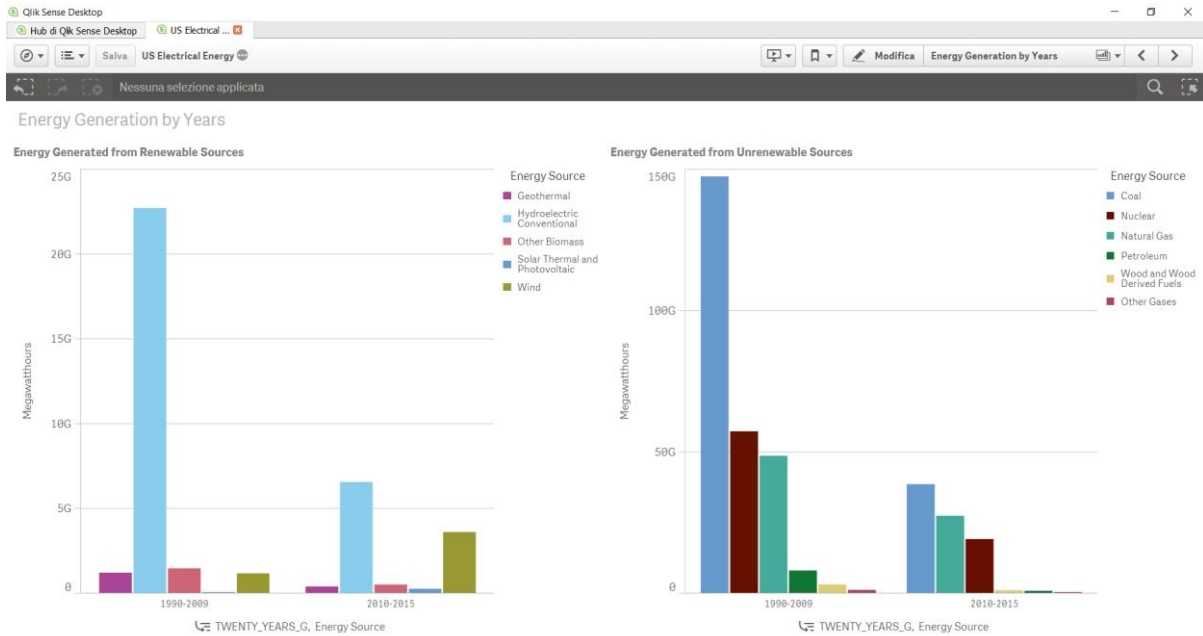 Qlik Sense Desktop
Hub di Qlik Sense Desktop
US Electrical ...
Salva
US Electrical Energy
Modifica
Energy Generation by Years
Nessuna selezione applicata
Energy Generation by Years
Energy Generated from Renewable Sources
25G
20G
15G
10G
5G
0
Megawatthours
1990-2009
2010-2015
TWENTY_YEARS_G, Energy Source
Energy Source
Geothermal
Hydroelectric
Conventional
Other Biomass
Solar Thermal and
Photovoltaic
Wind
Energy Generated from Unrenewable Sources
150G
100G
50G
0
Megawatthours
1990-2009
2010-2015
TWENTY_YEARS_G, Energy Source
Energy Source
Coal
Nuclear
Natural Gas
Petroleum
Wood and Wood
Derived Fuels
Other Gases